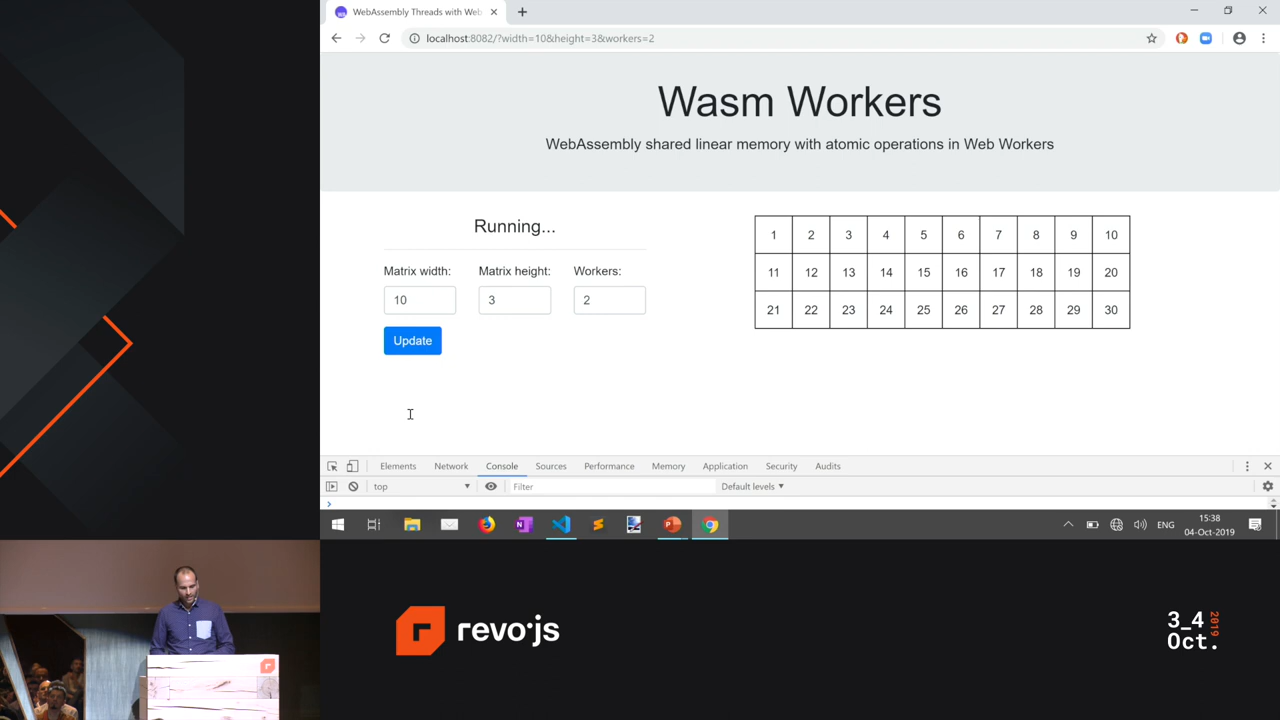 WebAssembly Threads with Web
localhost:8082/?width=10&height=3&workers=2
Wasm Workers
WebAssembly shared linear memory with atomic operations in Web Workers
Running...
Matrix width: Matrix height: Workers:
10 3 2
Update
1 2 3 4 5 6 7 8 9 10
11 12 13 14 15 16 17 18 19 20
21 22 23 24 25 26 27 28 29 30
Elements Network Console Sources Performance Memory Application Security Audits
top Filter Default levels
ENG 15:38
04-Oct-2019
r revo·js
3_4 2019
Oct.